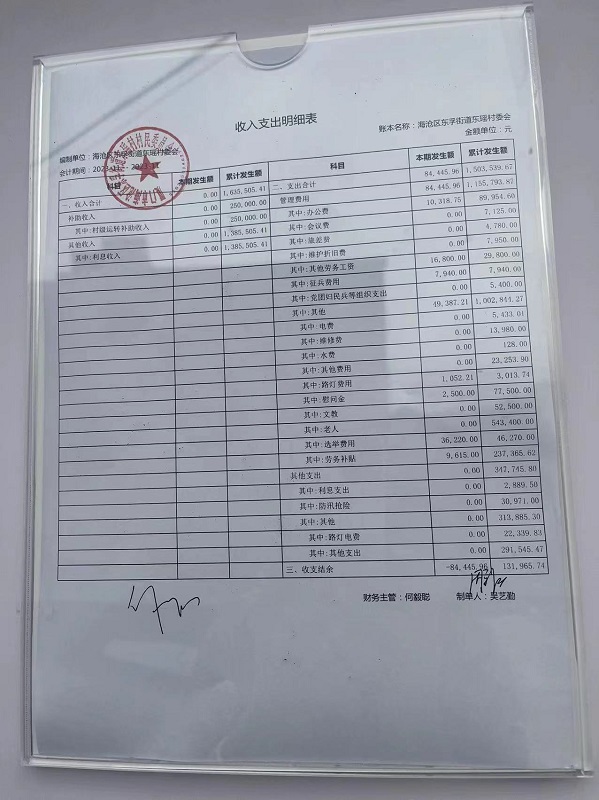 收入支出明细表
编制单位：海沧区东孚街道东瑶村委会
账本名称：海沧区东孚街道东瑶村委会
会计期间：2023-11
金额单位：元
科目 本期发生额 累计发生额 科目 本期发生额 累计发生额
一、收入合计 0.00 1,635,505.41 二、支出合计 84,445.96 1,503,539.67
补助收入 0.00 250,000.00 管理费用 84,445.96 1,155,793.87
其中:村级运转补助收入 0.00 250,000.00 其中:办公费 10,318.75 89,954.60
其他收入 0.00 1,385,505.41 其中:会议费 0.00 7,125.00
其中:利息收入 0.00 1,385,505.41 其中:旅差费 0.00 4,780.00
其中:维护折旧费 0.00 7,950.00
其中:其他劳务工资 16,800.00 29,800.00
其中:征兵费用 7,940.00 7,940.00
其中:党团妇民兵等组织支出 0.00 5,400.00
其中:其他 49,387.21 1,002,844.27
其中:电费 0.00 5,433.01
其中:维修费 0.00 13,980.00
其中:水费 0.00 128.00
其中:其他费用 0.00 23,253.90
其中:路灯费用 1,052.21 3,013.74
其中:慰问金 2,500.00 77,500.00
其中:文教 0.00 52,500.00
其中:老人 0.00 543,400.00
其中:选举费用 36,220.00 46,270.00
其中:劳务补贴 9,615.00 237,365.62
其他支出 0.00 347,745.80
其中:利息支出 0.00 2,889.50
其中:防汛抢险 0.00 30,971.00
其中:其他 0.00 313,885.30
其中:路灯电费 0.00 22,339.83
其中:其他支出 0.00 291,545.47
三、收支结余 -84,445.96 131,965.74
财务主管：何毅聪 制单人：吴艺勤